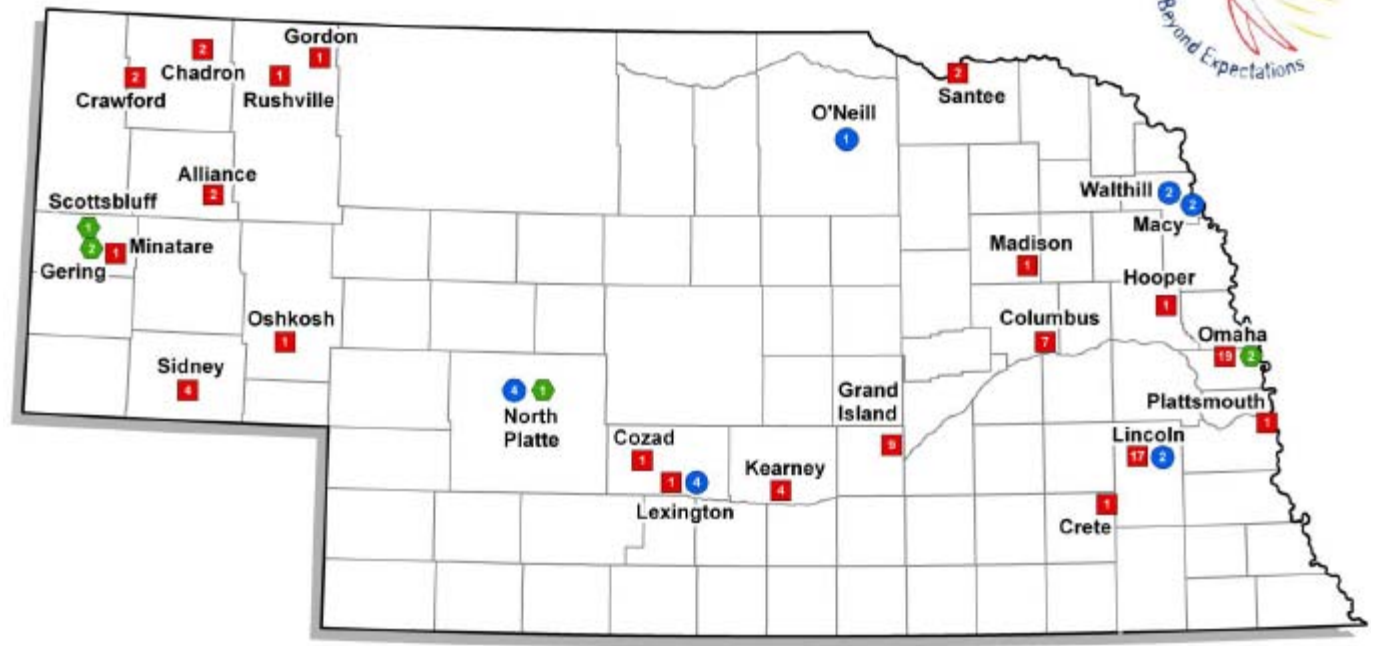 Beyond Expectations
Gordon
1
2
Chadron
2
Crawford
1
Rushville
2
Santee
O'Neill
1
Alliance
2
Walthill
2
2
Macy
Scottsbluff
1
2
1
Minatare
Gering
Madison
1
Hooper
1
Oshkosh
1
Columbus
7
Omaha
19
2
Sidney
4
4
1
North
Platte
Grand
Island
9
Plattsmouth
1
Cozad
1
1
4
Lexington
Kearney
4
Lincoln
17
2
1
Crete